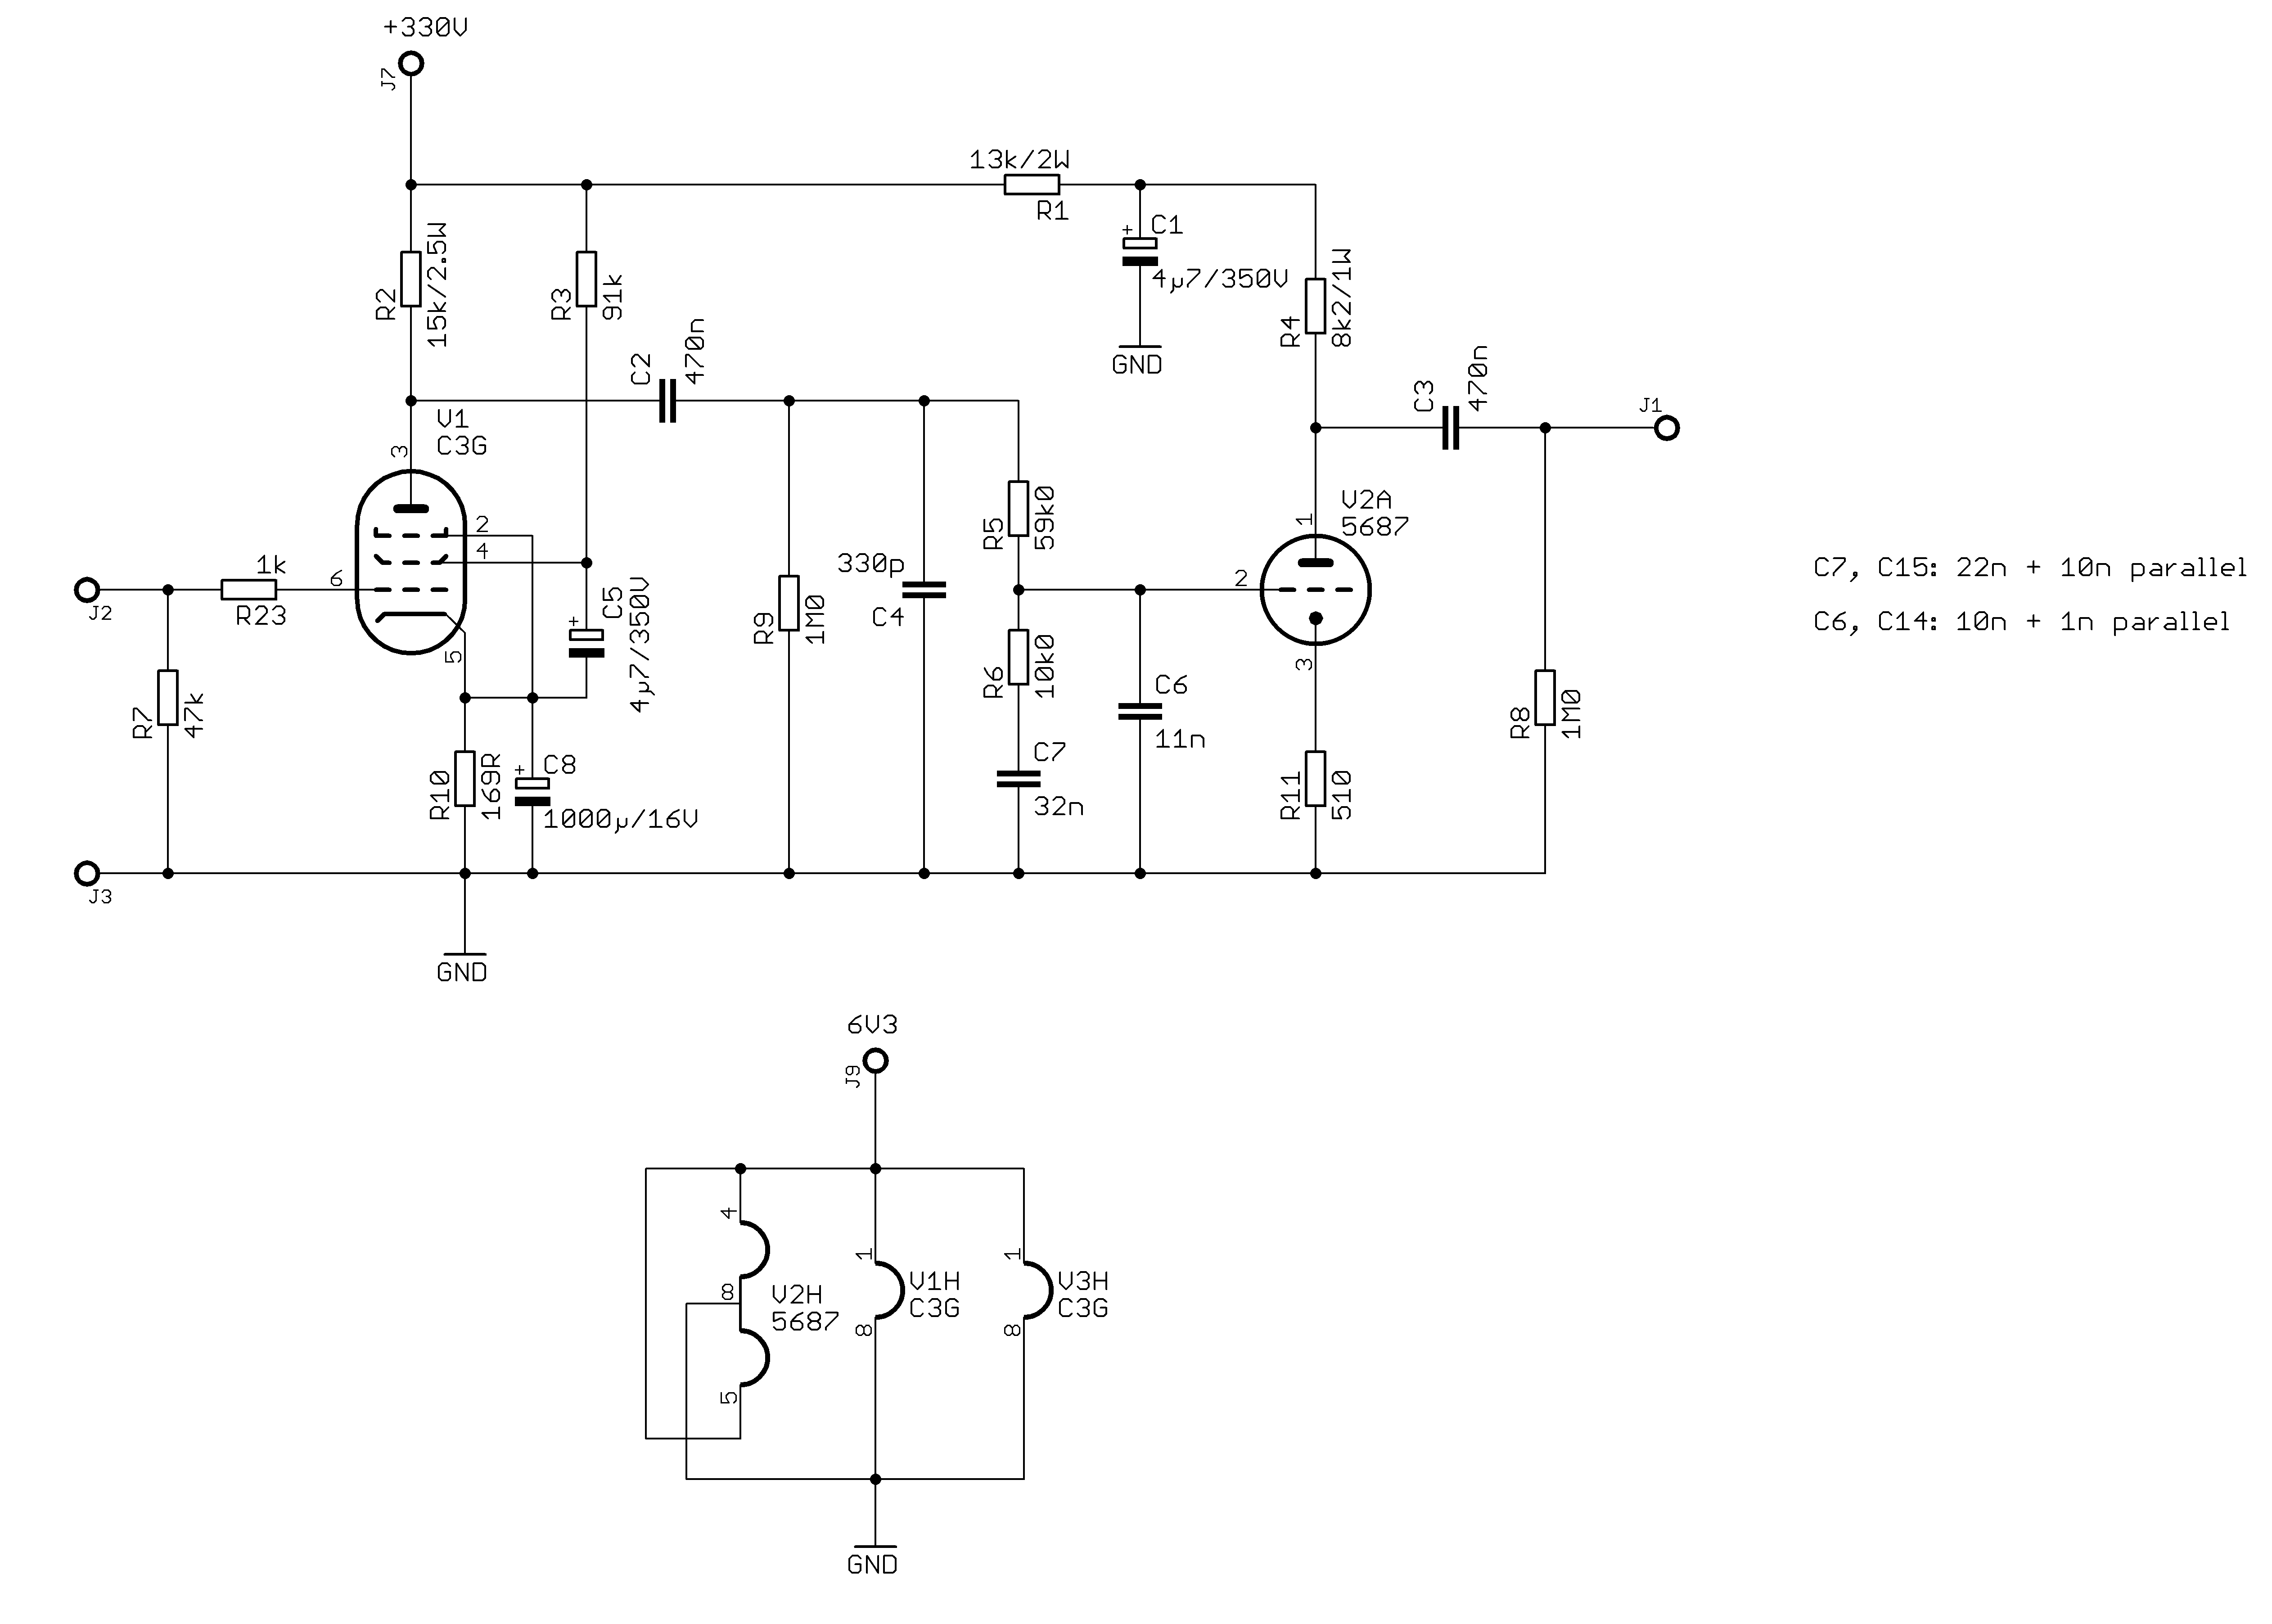 +330V
J7
13k/2W
R1
C1
+
4µ7/350V
GND
R2
15k/2.5W
R3
91k
R4
8k2/1W
C2
470n
C3
470n
J1
V1
C3G
3
2
4
6
5
1k
R23
J2
R7
47k
J3
C5
+
4µ7/350V
R10
169R
C8
+
1000µ/16V
GND
R9
1M0
330p
C4
R5
59k0
R6
10k0
C7
32n
C6
11n
V2A
5687
1
2
3
R11
510
R8
1M0
C7, C15: 22n + 10n parallel
C6, C14: 10n + 1n parallel
6V3
J9
4
8
5
V2H
5687
1
8
V1H
C3G
1
8
V3H
C3G
GND